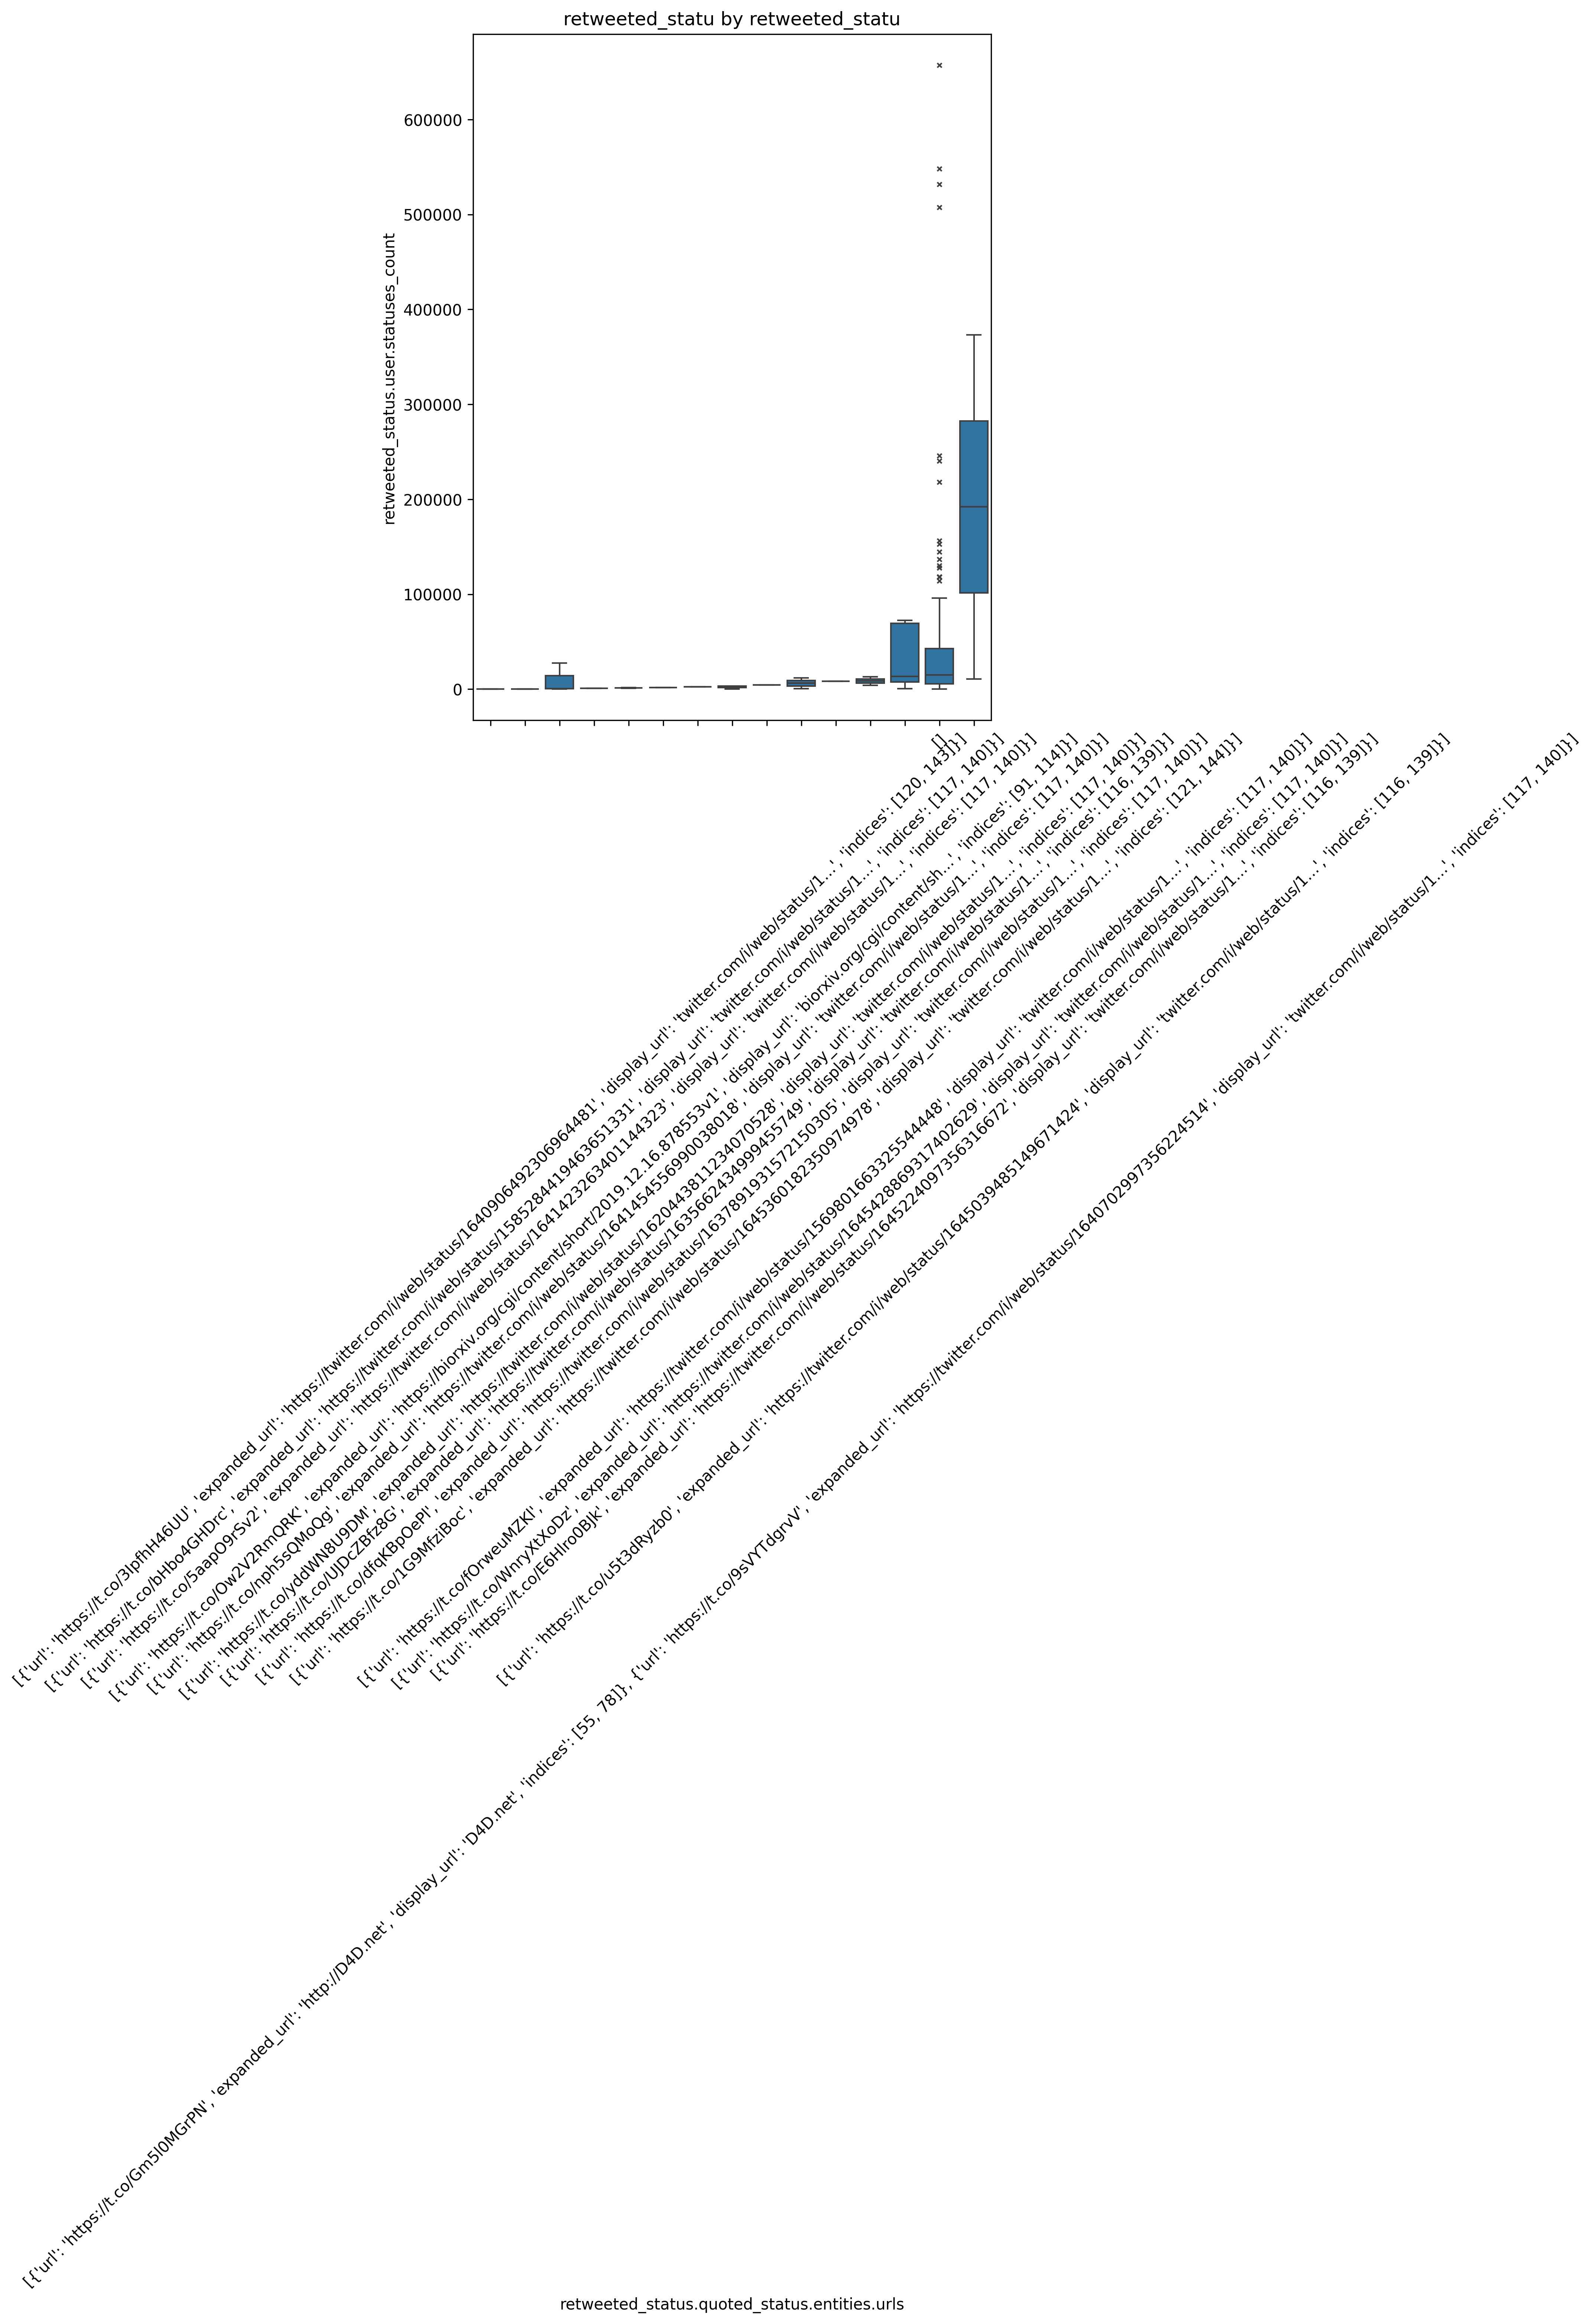 retweeted_statu by retweeted_statu
retweeted_status.user.statuses_count
600000
500000
400000
300000
200000
100000
0
[{'url': 'https://t.co/3IpfhH46UU', 'expanded_url': 'https://twitter.com/i/web/status/1640906492306964481', 'display_url': 'twitter.com/i/web/status/1…', 'indices': [120, 143]}]
[{'url': 'https://t.co/bHbo4GHDrc', 'expanded_url': 'https://twitter.com/i/web/status/1585284419463651331', 'display_url': 'twitter.com/i/web/status/1…', 'indices': [117, 140]}]
[{'url': 'https://t.co/5aapO9rSv2', 'expanded_url': 'https://twitter.com/i/web/status/1641423263401144323', 'display_url': 'twitter.com/i/web/status/1…', 'indices': [117, 140]}]
[{'url': 'https://t.co/Ow2V2RmQRK', 'expanded_url': 'https://biorxiv.org/cgi/content/short/2019.12.16.878553v1', 'display_url': 'biorxiv.org/cgi/content/sh…', 'indices': [91, 114]}]
[{'url': 'https://t.co/nph5sQMoQg', 'expanded_url': 'https://twitter.com/i/web/status/1641454556990038018', 'display_url': 'twitter.com/i/web/status/1…', 'indices': [117, 140]}]
[{'url': 'https://t.co/yddWN8U9DM', 'expanded_url': 'https://twitter.com/i/web/status/1620443811234070528', 'display_url': 'twitter.com/i/web/status/1…', 'indices': [117, 140]}]
[{'url': 'https://t.co/UJDcZBfz8G', 'expanded_url': 'https://twitter.com/i/web/status/1635662434999455749', 'display_url': 'twitter.com/i/web/status/1…', 'indices': [116, 139]}]
[{'url': 'https://t.co/dfqKBpOePl', 'expanded_url': 'https://twitter.com/i/web/status/1637891931572150305', 'display_url': 'twitter.com/i/web/status/1…', 'indices': [117, 140]}]
[{'url': 'https://t.co/1G9MfziBoc', 'expanded_url': 'https://twitter.com/i/web/status/1645360182350974978', 'display_url': 'twitter.com/i/web/status/1…', 'indices': [121, 144]}]
[{'url': 'https://t.co/Gm5l0MGrPN', 'expanded_url': 'http://D4D.net', 'display_url': 'D4D.net', 'indices': [55, 78]}, {'url': 'https://t.co/9sVYTdgrvV', 'expanded_url': 'https://twitter.com/i/web/status/1640702997356224514', 'display_url': 'twitter.com/i/web/status/1…', 'indices': [117, 140]}]
[{'url': 'https://t.co/fOrweuMZKl', 'expanded_url': 'https://twitter.com/i/web/status/1569801663325544448', 'display_url': 'twitter.com/i/web/status/1…', 'indices': [117, 140]}]
[{'url': 'https://t.co/WnryXtXoDz', 'expanded_url': 'https://twitter.com/i/web/status/1645428869317402629', 'display_url': 'twitter.com/i/web/status/1…', 'indices': [117, 140]}]
[{'url': 'https://t.co/E6Hlro0BJk', 'expanded_url': 'https://twitter.com/i/web/status/1645224097356316672', 'display_url': 'twitter.com/i/web/status/1…', 'indices': [116, 139]}]
[]
[{'url': 'https://t.co/u5t3dRyzb0', 'expanded_url': 'https://twitter.com/i/web/status/1645039485149671424', 'display_url': 'twitter.com/i/web/status/1…', 'indices': [116, 139]}]
retweeted_status.quoted_status.entities.urls